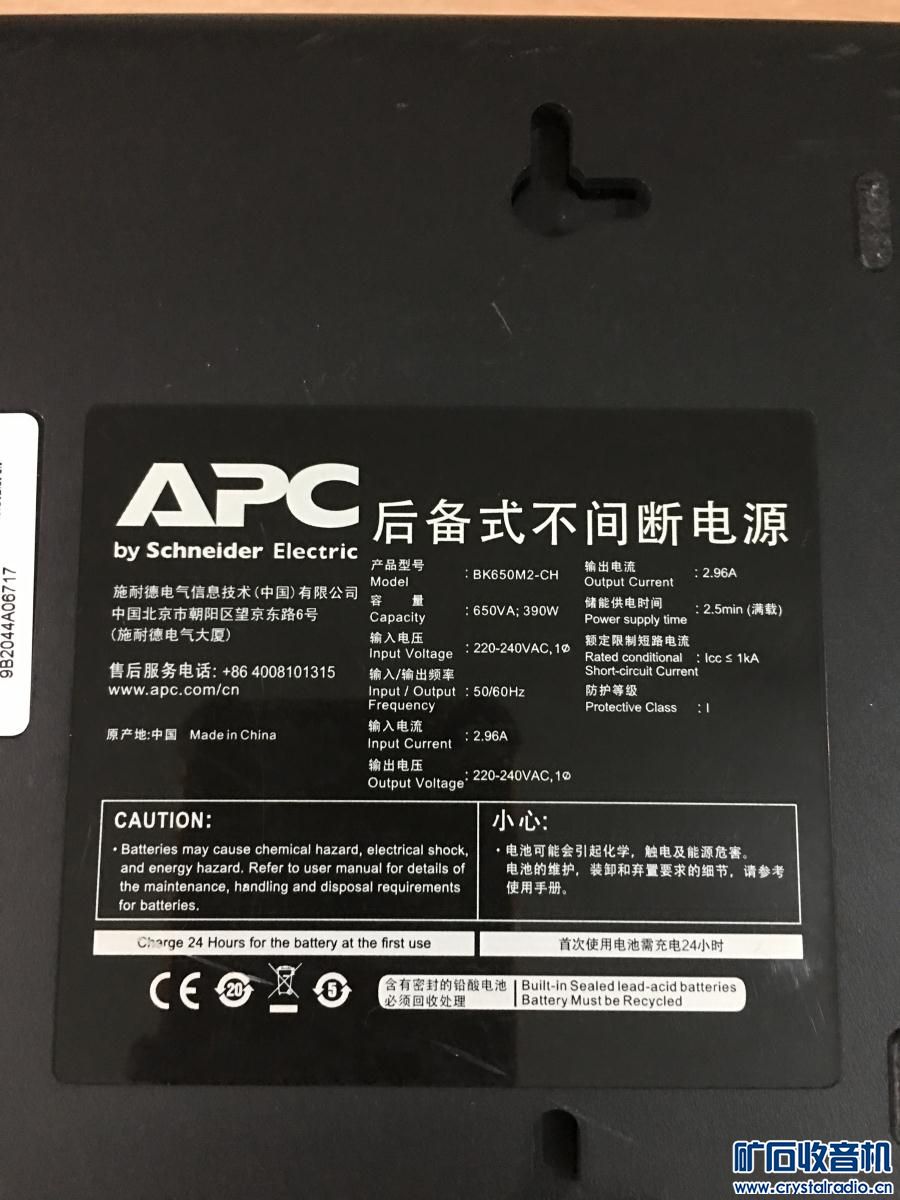 APC
by Schneider Electric
后备式不间断电源
施耐德电气信息技术(中国)有限公司
中国北京市朝阳区望京东路6号
(施耐德电气大厦)
售后服务电话: +86 4008101315
www.apc.com/cn
原产地:中国 Made in China
产品型号
Model : BK650M2-CH
容 量
Capacity : 650VA; 390W
输入电压
Input Voltage : 220-240VAC,1ø
输入/输出频率
Input / Output : 50/60Hz
Frequency
输入电流
Input Current : 2.96A
输出电压
Output Voltage : 220-240VAC,1ø
输出电流
Output Current : 2.96A
储能供电时间
Power supply time : 2.5min (满载)
额定限制短路电流
Rated conditional : Icc ≤ 1kA
Short-circuit Current
防护等级
Protective Class : I
CAUTION:
· Batteries may cause chemical hazard, electrical shock,
and energy hazard. Refer to user manual for details of
the maintenance, handling and disposal requirements
for batteries.
小心:
· 电池可能会引起化学，触电及能源危害。
电池的维护，装卸和弃置要求的细节，请参考
使用手册。
Charge 24 Hours for the battery at the first use
首次使用电池需充电24小时
CE 20 5
含有密封的铅酸电池
必须回收处理
Built-in Sealed lead-acid batteries
Battery Must be Recycled
9B2044A06717
矿石收音机
www.crystalradio.cn